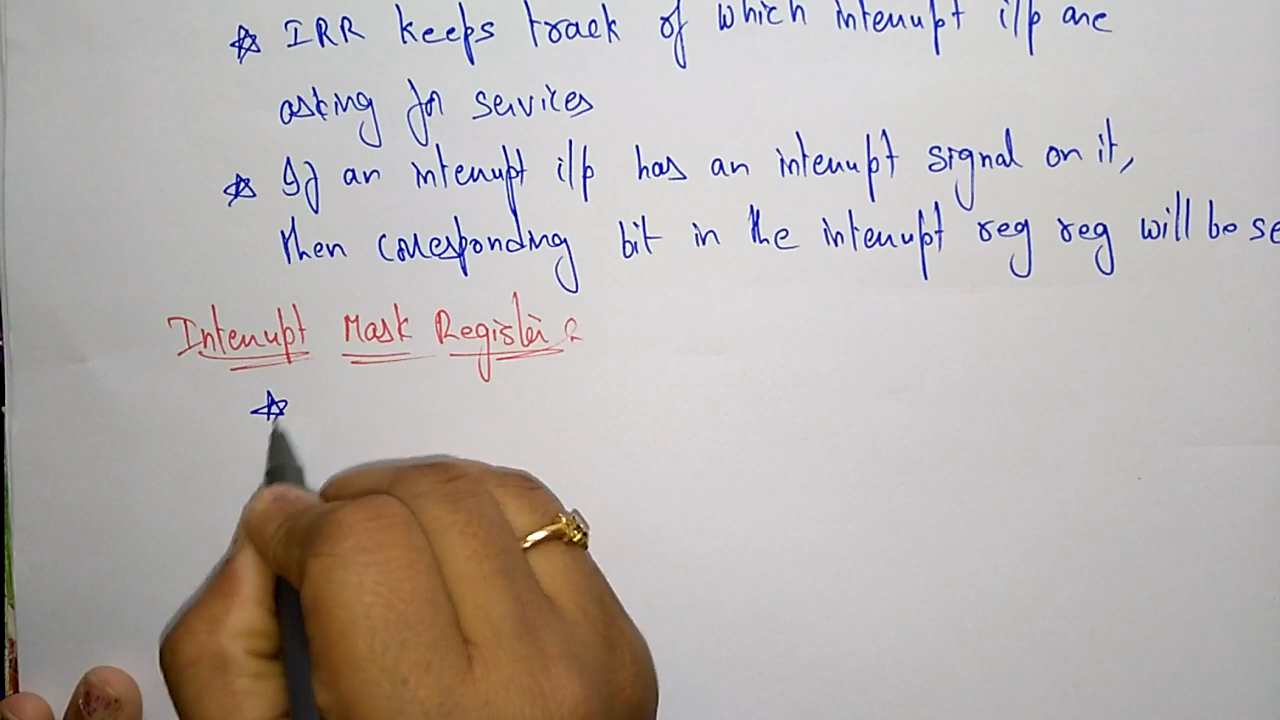 ☆ IRR keeps track of which interrupt i/p are
asking for services
☆ If an interrupt i/p has an interrupt signal on it,
then corresponding bit in the interrupt reg reg will be se
Interrupt Mask Register :
☆